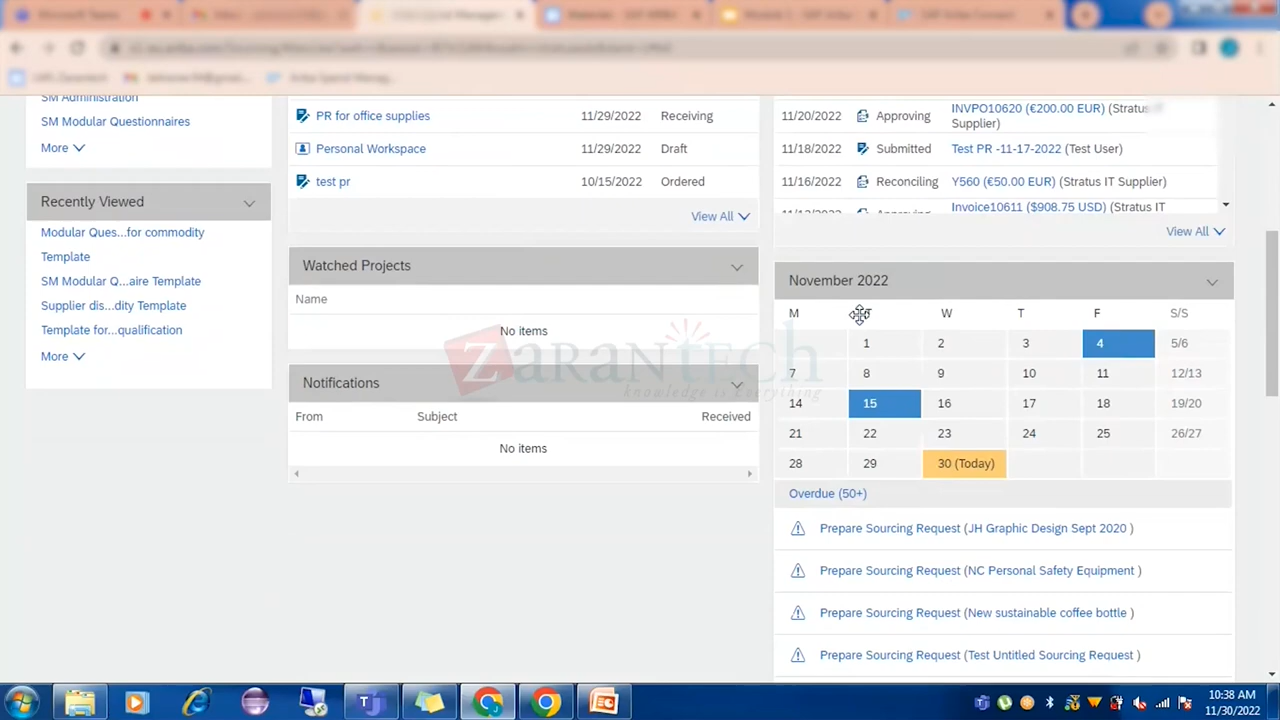 SM Administration
SM Modular Questionnaires
More
Recently Viewed
Modular Ques...for commodity
Template
SM Modular Q...aire Template
Supplier dis...dity Template
Template for...qualification
More
PR for office supplies 11/29/2022 Receiving
Personal Workspace 11/29/2022 Draft
test pr 10/15/2022 Ordered
View All
Watched Projects
Name
No items
Notifications
From Subject Received
No items
11/20/2022 Approving INVPO10620 (€200.00 EUR) (Stratus IT
Supplier)
11/18/2022 Submitted Test PR -11-17-2022 (Test User)
11/16/2022 Reconciling Y560 (€50.00 EUR) (Stratus IT Supplier)
Invoice10611 ($908.75 USD) (Stratus IT
View All
November 2022
M T W T F S/S
1 2 3 4 5/6
7 8 9 10 11 12/13
14 15 16 17 18 19/20
21 22 23 24 25 26/27
28 29 30 (Today)
Overdue (50+)
Prepare Sourcing Request (JH Graphic Design Sept 2020 )
Prepare Sourcing Request (NC Personal Safety Equipment )
Prepare Sourcing Request (New sustainable coffee bottle )
Prepare Sourcing Request (Test Untitled Sourcing Request )
ZARANTECH
knowledge is Everything
10:38 AM
11/30/2022